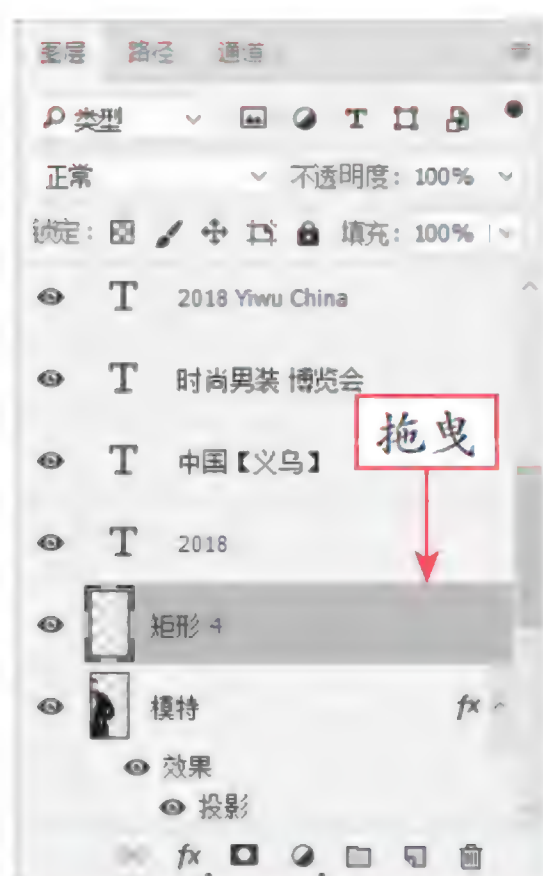 图层 路径 通道
类型 T
正常 不透明度: 100%
锁定: 填充: 100%
T 2018 Yiwu China
T 时尚男装 博览会
拖曳
T 中国【义乌】
T 2018
矩形 4
模特 fx
效果
投影
fx